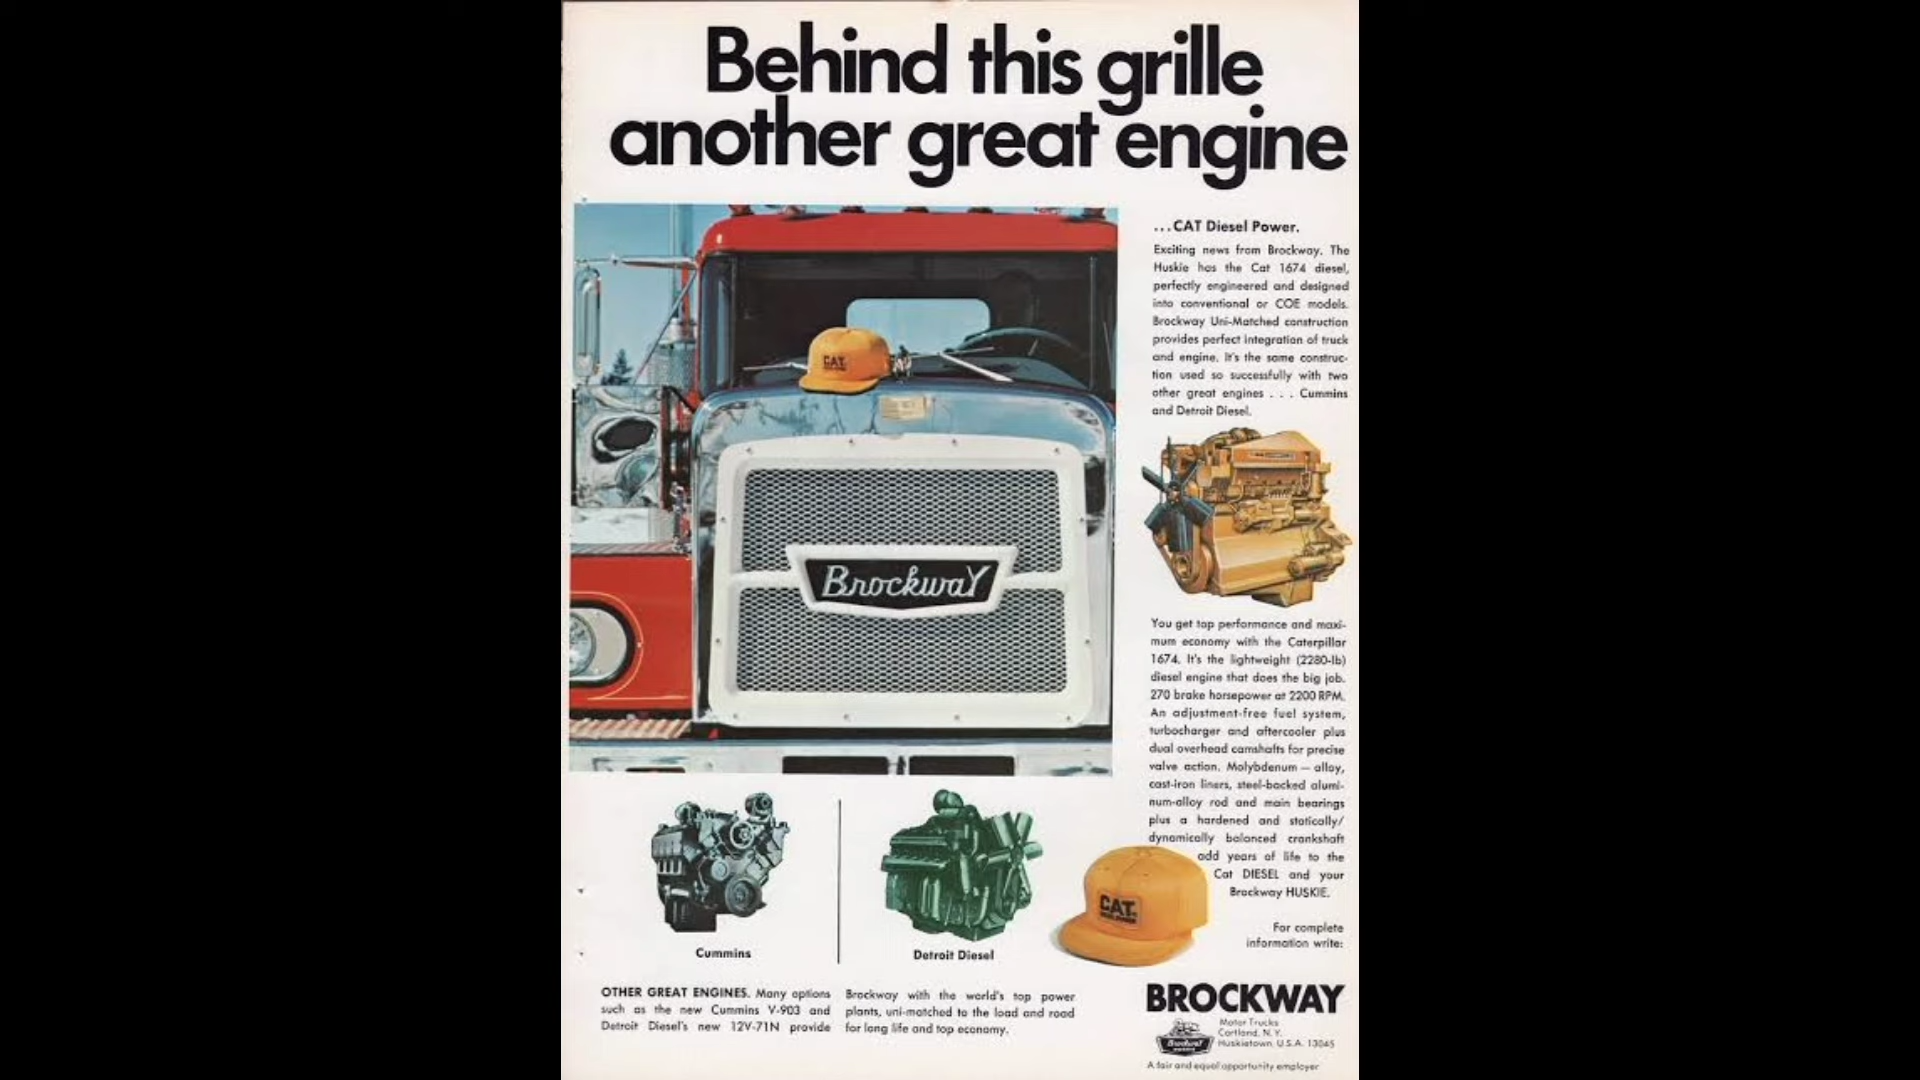 Behind this grille
another great engine
...CAT Diesel Power.
Exciting news from Brockway. The
Huskie has the Cat 1674 diesel,
perfectly engineered and designed
into conventional or COE models.
Brockway Uni-Matched construction
provides perfect integration of truck
and engine. It's the same construc-
tion used so successfully with two
other great engines . . . Cummins
and Detroit Diesel.
CAT
Brockway
You get top performance and maxi-
mum economy with the Caterpillar
1674. It's the lightweight (2280-lb)
diesel engine that does the big job.
270 brake horsepower at 2200 RPM.
An adjustment-free fuel system,
turbocharger and aftercooler plus
dual overhead camshafts for precise
valve action. Molybdenum — alloy,
cast-iron liners, steel-backed alumi-
num-alloy rod and main bearings
plus a hardened and statically/
dynamically balanced crankshaft
add years of life to the
Cat DIESEL and your
Brockway HUSKIE.
CAT
For complete
information write:
Cummins
Detroit Diesel
OTHER GREAT ENGINES. Many options
such as the new Cummins V-903 and
Detroit Diesel's new 12V-71N provide
Brockway with the world's top power
plants, uni-matched to the load and road
for long life and top economy.
BROCKWAY
Motor Trucks
Cortland, N. Y.
Huskietown, U.S.A. 13045
Brockway
A fair and equal opportunity employer